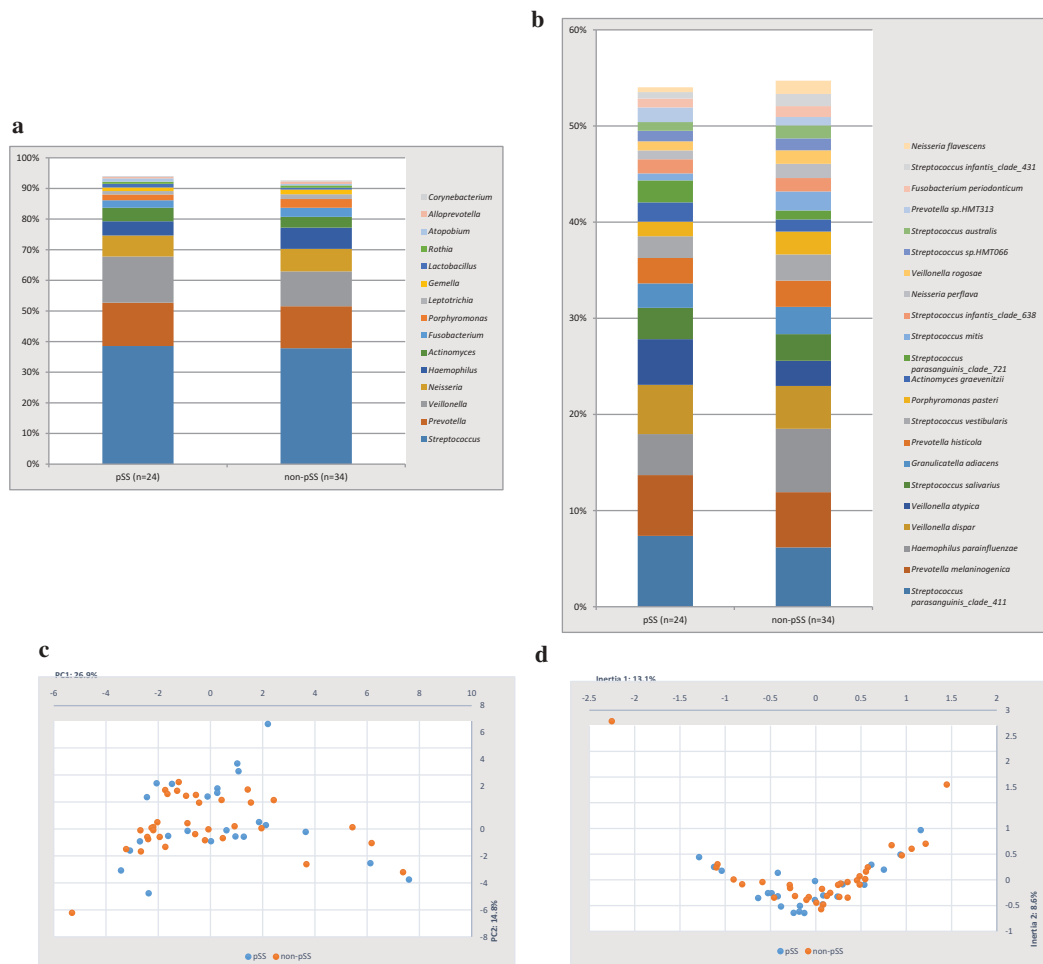 a
100%
90%
80%
70%
60%
50%
40%
30%
20%
10%
0%
pSS (n=24)
non-pSS (n=34)
Corynebacterium
Alloprevotella
Atopobium
Rothia
Lactobacillus
Gemella
Leptotrichia
Porphyromonas
Fusobacterium
Actinomyces
Haemophilus
Neisseria
Veillonella
Prevotella
Streptococcus
b
60%
50%
40%
30%
20%
10%
0%
pSS (n=24)
non-pSS (n=34)
Neisseria flavescens
Streptococcus infantis_clade_431
Fusobacterium periodonticum
Prevotella sp.HMT313
Streptococcus australis
Streptococcus sp.HMT066
Veillonella rogosae
Neisseria perflava
Streptococcus infantis_clade_638
Streptococcus mitis
Streptococcus
parasanguinis_clade_721
Actinomyces graevenitzii
Porphyromonas pasteri
Streptococcus vestibularis
Prevotella histicola
Granulicatella adiacens
Streptococcus salivarius
Veillonella atypica
Veillonella dispar
Haemophilus parainfluenzae
Prevotella melaninogenica
Streptococcus
parasanguinis_clade_411
c
PC1: 26.9%
-6 -4 -2 0 2 4 6 8 10
8
6
4
2
0
-2
-4
-6
-8
PC2: 14.8%
pSS non-pSS
d
Inertia 1: 13.1%
-2.5 -2 -1.5 -1 -0.5 0 0.5 1 1.5 2
3
2.5
2
1.5
1
0.5
0
-0.5
-1
Inertia 2: 8.6%
pSS non-pSS